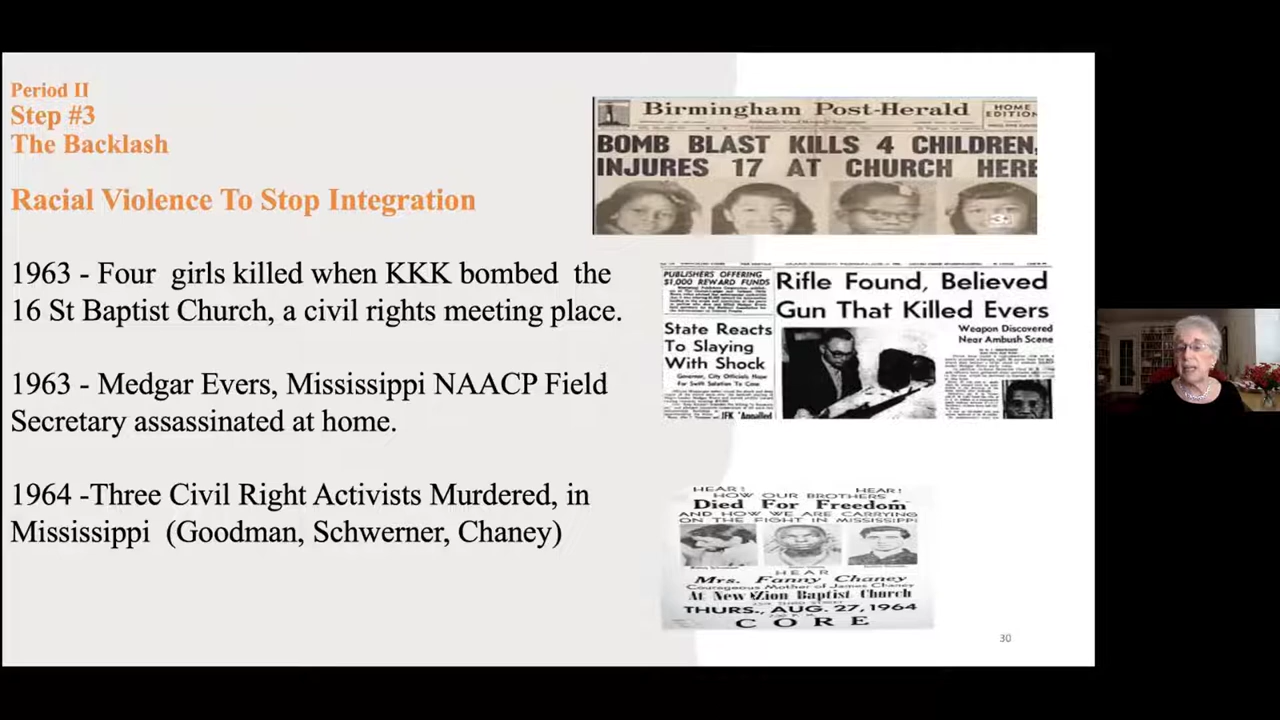 Period II
Step #3
The Backlash
Racial Violence To Stop Integration
1963 - Four girls killed when KKK bombed the
16 St Baptist Church, a civil rights meeting place.
1963 - Medgar Evers, Mississippi NAACP Field
Secretary assassinated at home.
1964 -Three Civil Right Activists Murdered, in
Mississippi (Goodman, Schwerner, Chaney)
Birmingham Post-Herald
HOME
EDITION
BOMB BLAST KILLS 4 CHILDREN,
INJURES 17 AT CHURCH HERE
PUBLISHERS OFFERING
$1,000 REWARD FUNDS
State Reacts
To Slaying
With Shock
Governor, City Officials Hope
For Swift Solution To Case
Rifle Found, Believed
Gun That Killed Evers
Weapon Discovered
Near Ambush Scene
HEAR! HEAR!
HOW OUR BROTHERS
Died For Freedom
AND HOW WE ARE CARRYING
ON THE FIGHT IN MISSISSIPPI
HEAR
Mrs. Fanny Chaney
Courageous Mother of James Chaney
At New Zion Baptist Church
THURS., AUG. 27, 1964
CORE
30